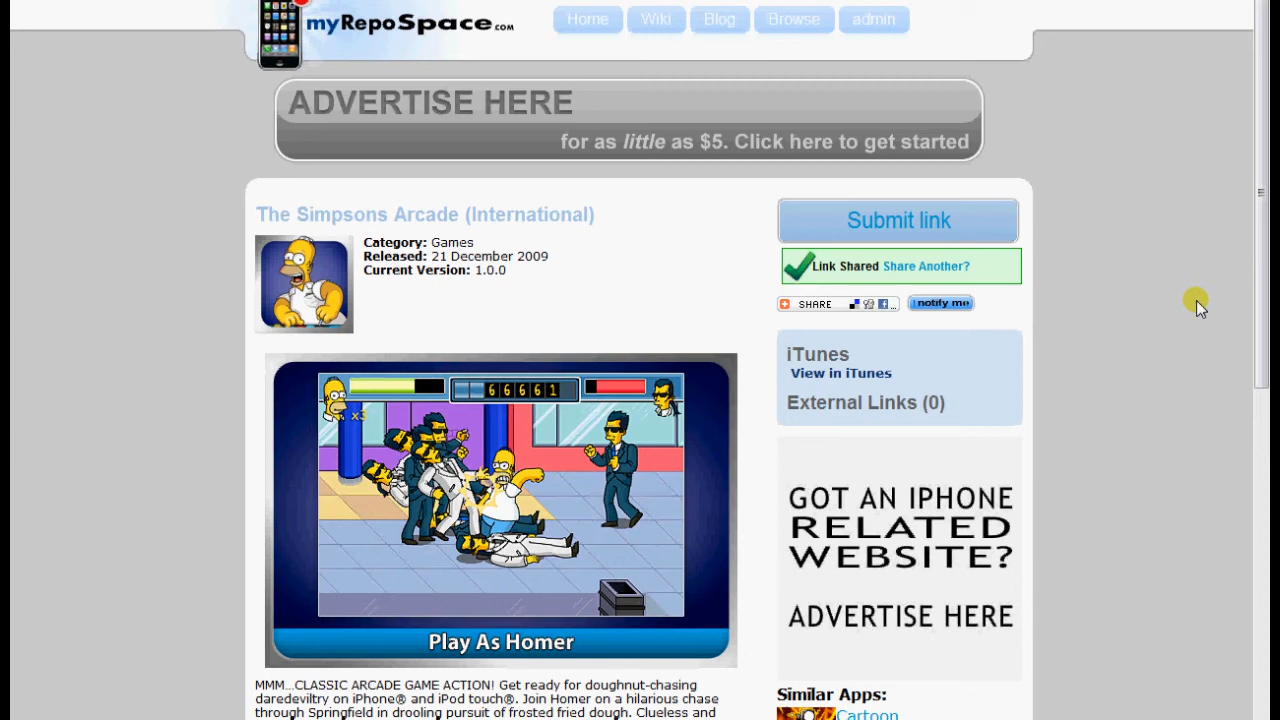 myRepoSpace.com
Home
Wiki
Blog
Browse
admin
ADVERTISE HERE
for as little as $5. Click here to get started
The Simpsons Arcade (International)
Category: Games
Released: 21 December 2009
Current Version: 1.0.0
Submit link
Link Shared Share Another?
SHARE
notify me
iTunes
View in iTunes
External Links (0)
66661
x3
Play As Homer
GOT AN IPHONE
RELATED
WEBSITE?
ADVERTISE HERE
MMM...CLASSIC ARCADE GAME ACTION! Get ready for doughnut-chasing
daredeviltry on iPhone® and iPod touch®. Join Homer on a hilarious chase
through Springfield in drooling pursuit of frosted fried dough. Clueless and
Similar Apps:
Cartoon